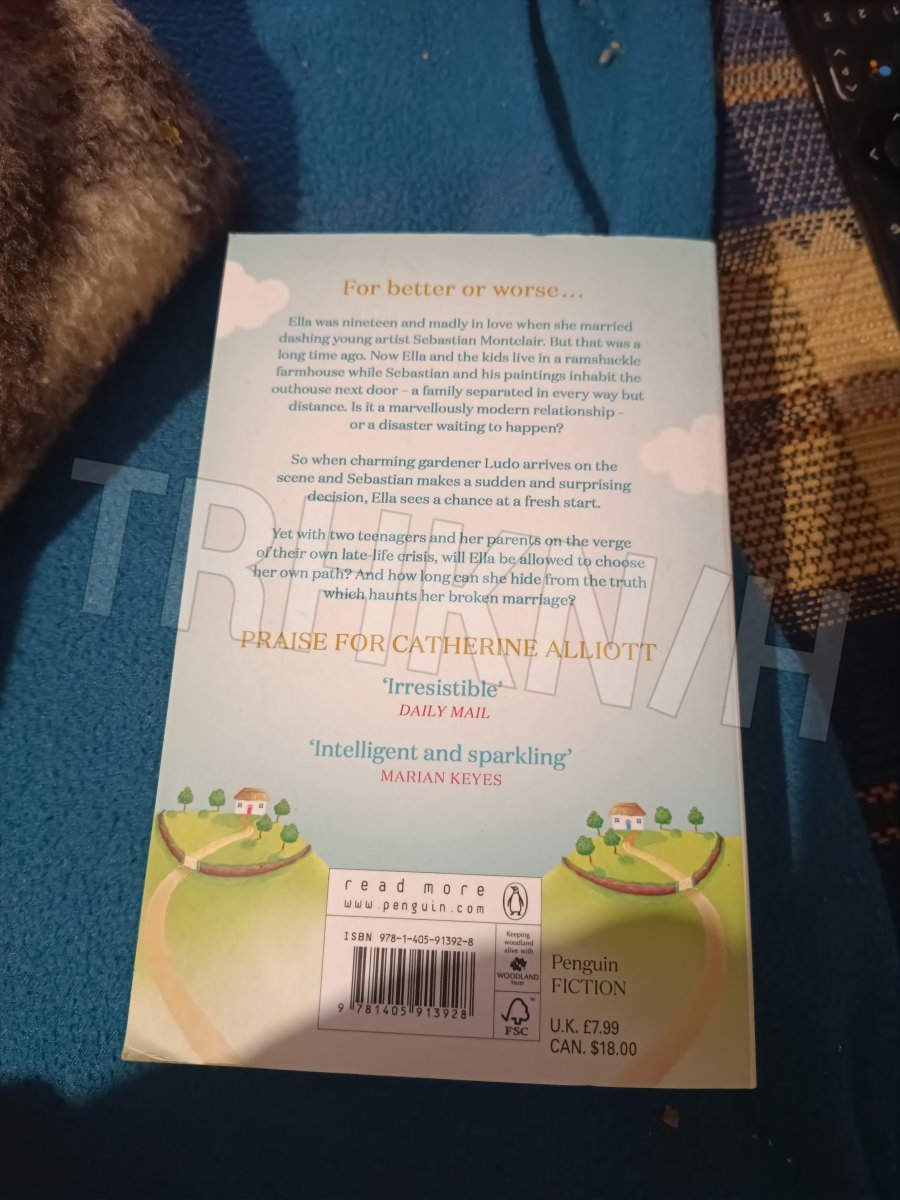 For better or worse...
Ella was nineteen and madly in love when she married
dashing young artist Sebastian Montclair. But that was a
long time ago. Now Ella and the kids live in a ramshackle
farmhouse while Sebastian and his paintings inhabit the
outhouse next door – a family separated in every way but
distance. Is it a marvellously modern relationship –
or a disaster waiting to happen?
So when charming gardener Ludo arrives on the
scene and Sebastian makes a sudden and surprising
decision, Ella sees a chance at a fresh start.
Yet with two teenagers and her parents on the verge
of their own late-life crisis, will Ella be allowed to choose
her own path? And how long can she hide from the truth
which haunts her broken marriage?
TRHKN/H
PRAISE FOR CATHERINE ALLIOTT
‘Irresistible’
DAILY MAIL
‘Intelligent and sparkling’
MARIAN KEYES
read more
www.penguin.com
ISBN 978-1-405-91392-8
9 781405 913928
Keeping
woodland
alive with
WOODLAND
TRUST
FSC
™
Penguin
FICTION
U.K. £7.99
CAN. $18.00